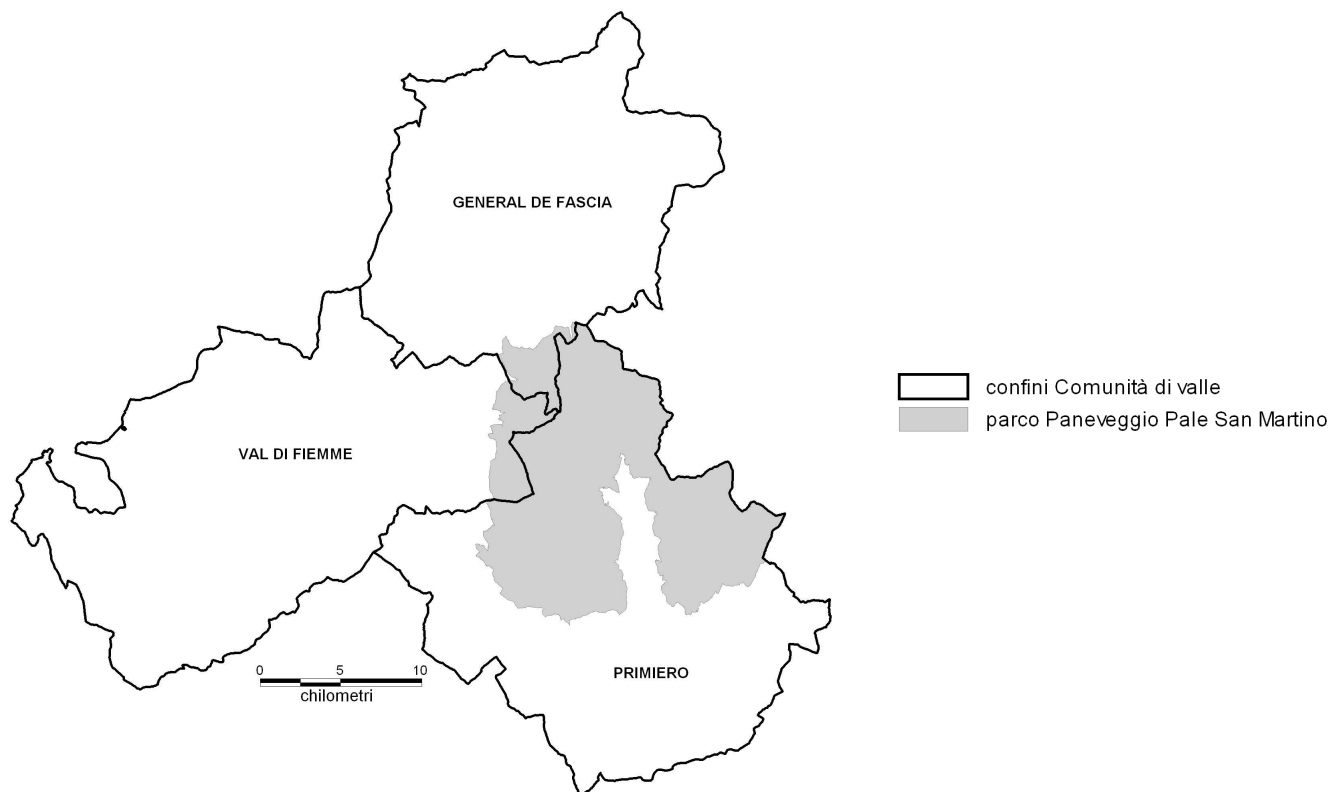 GENERAL DE FASCIA
confini Comunità di valle
parco Paneveggio Pale San Martino
VAL DI FIEMME
0 5 10
chilometri
PRIMIERO